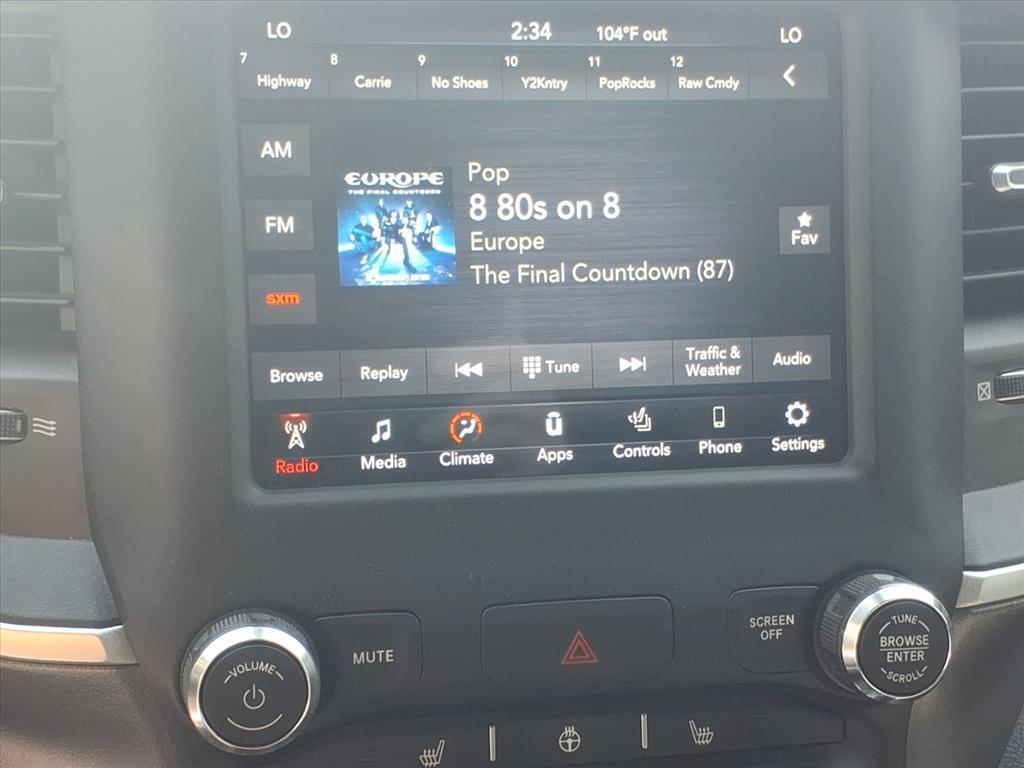 LO 2:34 104°F out LO
7 Highway 8 Carrie 9 No Shoes 10 Y2Kntry 11 PopRocks 12 Raw Cmdy
AM
FM
sxm
EUROPE
THE FINAL COUNTDOWN
Pop
8 80s on 8
Europe
The Final Countdown (87)
Fav
Browse Replay Tune Traffic & Weather Audio
Radio Media Climate Apps Controls Phone Settings
VOLUME
MUTE
SCREEN
OFF
TUNE
BROWSE
ENTER
SCROLL